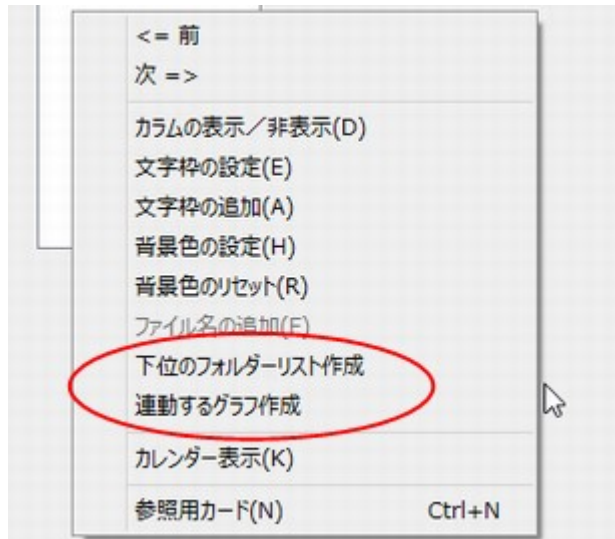 <= 前
次 =>
カラムの表示／非表示(D)
文字枠の設定(E)
文字枠の追加(A)
背景色の設定(H)
背景色のリセット(R)
ファイル名の追加(F)
下位のフォルダーリスト作成
連動するグラフ作成
カレンダー表示(K)
参照用カード(N) Ctrl+N